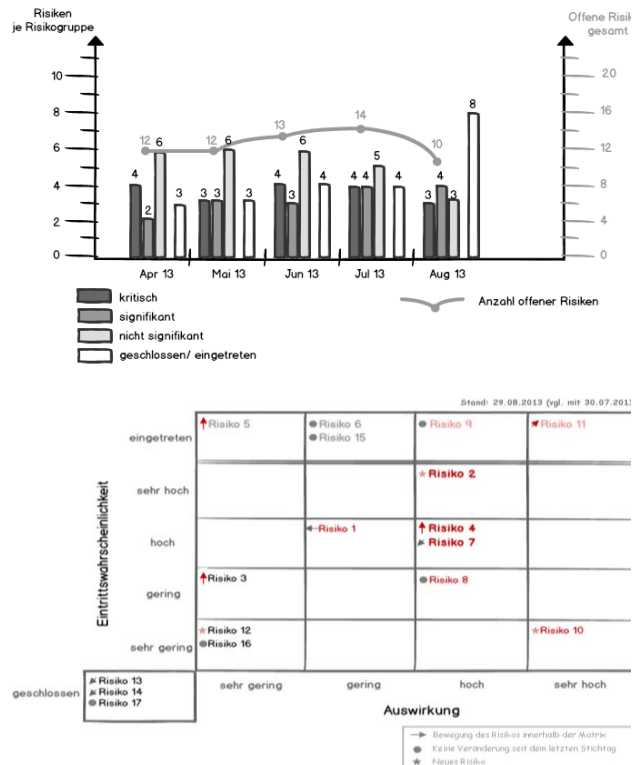 Risiken
je Risikogruppe
Offene Risik
gesamt
10
8
6
4
2
0
20
16
12
8
4
0
12
12
13
14
10
4
2
6
3
3
3
6
3
4
3
6
4
4
4
5
4
3
4
3
8
Apr 13
Mai 13
Jun 13
Jul 13
Aug 13
kritisch
signifikant
nicht signifikant
geschlossen/ eingetreten
Anzahl offener Risiken
Stand: 29.08.2013 (vgl. mit 30.07.2013
Eintrittswahrscheinlichkeit
eingetreten
Risiko 5
Risiko 6
Risiko 15
Risiko 9
Risiko 11
sehr hoch
Risiko 2
hoch
Risiko 1
Risiko 4
Risiko 7
gering
Risiko 3
Risiko 8
sehr gering
Risiko 12
Risiko 16
Risiko 10
geschlossen
Risiko 13
Risiko 14
Risiko 17
sehr gering
gering
hoch
sehr hoch
Auswirkung
Bewegung des Risikos innerhalb der Matrix
Keine Veränderung seit dem letzten Stichtag
Neues Risiko